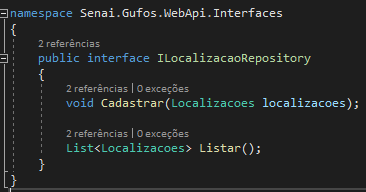 namespace Senai.Gufos.WebApi.Interfaces
{
2 referências
public interface ILocalizacaoRepository
{
2 referências | 0 exceções
void Cadastrar(Localizacoes localizacoes);
2 referências | 0 exceções
List<Localizacoes> Listar();
}
}